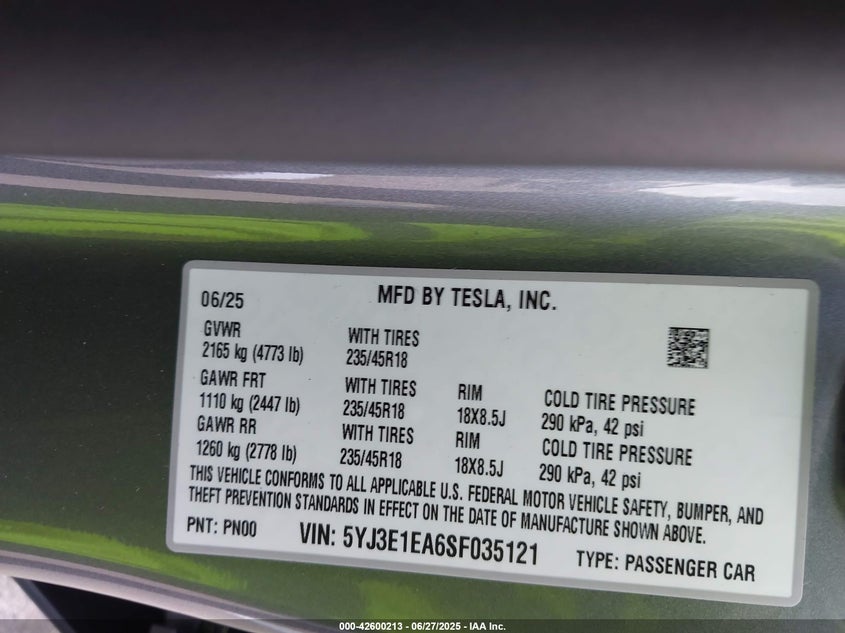 06/25 MFD BY TESLA, INC.
GVWR WITH TIRES
2165 kg (4773 lb) 235/45R18
GAWR FRT WITH TIRES RIM COLD TIRE PRESSURE
1110 kg (2447 lb) 235/45R18 18X8.5J 290 kPa, 42 psi
GAWR RR WITH TIRES RIM COLD TIRE PRESSURE
1260 kg (2778 lb) 235/45R18 18X8.5J 290 kPa, 42 psi
THIS VEHICLE CONFORMS TO ALL APPLICABLE U.S. FEDERAL MOTOR VEHICLE SAFETY, BUMPER, AND
THEFT PREVENTION STANDARDS IN EFFECT ON THE DATE OF MANUFACTURE SHOWN ABOVE.
PNT: PN00 VIN: 5YJ3E1EA6SF035121 TYPE: PASSENGER CAR
000-42600213 - 06/27/2025 - IAA Inc.